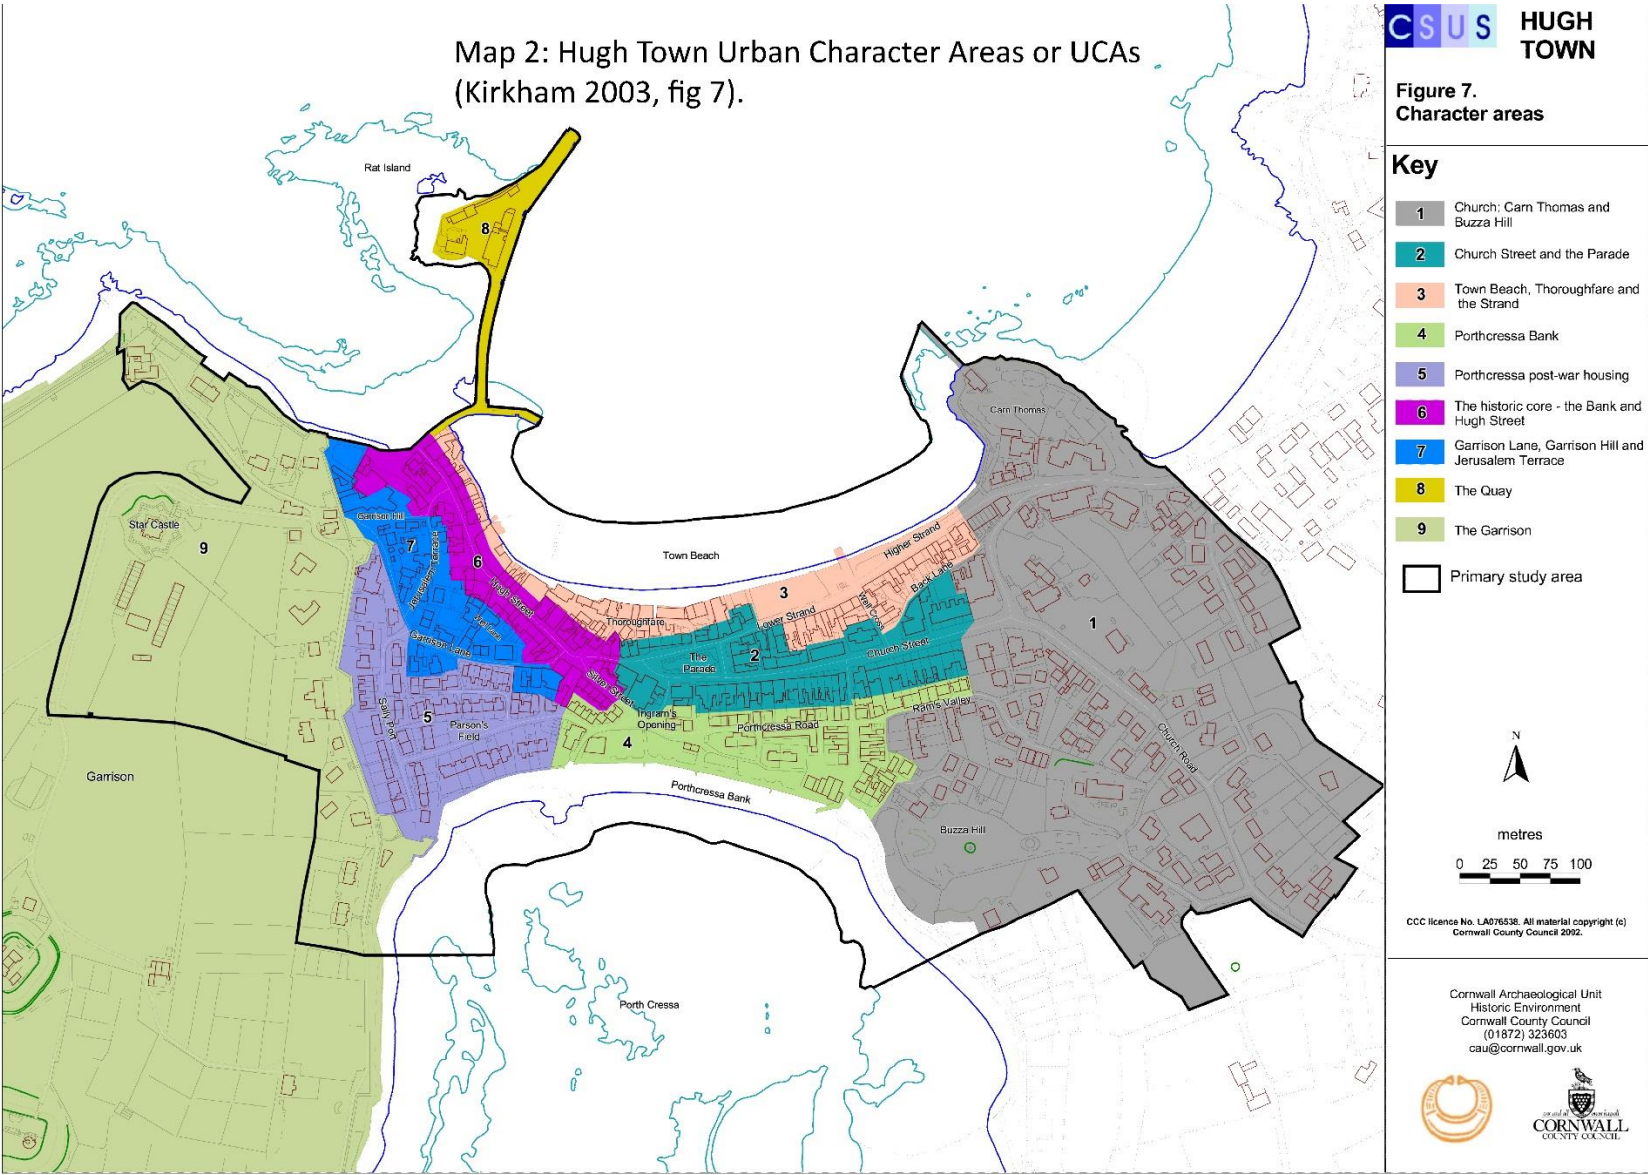 Map 2: Hugh Town Urban Character Areas or UCAs
(Kirkham 2003, fig 7).
CSUS
HUGH
TOWN
Figure 7.
Character areas
Key
1 Church: Carn Thomas and
Buzza Hill
2 Church Street and the Parade
3 Town Beach, Thoroughfare and
the Strand
4 Porthcressa Bank
5 Porthcressa post-war housing
6 The historic core - the Bank and
Hugh Street
7 Garrison Lane, Garrison Hill and
Jerusalem Terrace
8 The Quay
9 The Garrison
Primary study area
N
metres
0 25 50 75 100
CCC licence No. LA076538. All material copyright (c)
Cornwall County Council 2002.
Cornwall Archaeological Unit
Historic Environment
Cornwall County Council
(01872) 323603
cau@cornwall.gov.uk
CORNWALL
COUNTY COUNCIL
Rat Island
8
Carn Thomas
Star Castle
9
Garrison Hill
7
Jerusalem Terrace
6
Hugh Street
Town Beach
Higher Strand
3
Back Lane
Lower Strand
Well Cross
Thoroughfare
1
Garrison Lane
The
Parade
2
Church Street
Silver Street
Sally Port
5
Parson's
Field
Ingram's
Opening
Porthcressa Road
Ram's Valley
4
Church Road
Garrison
Porthcressa Bank
Buzza Hill
Porth Cressa